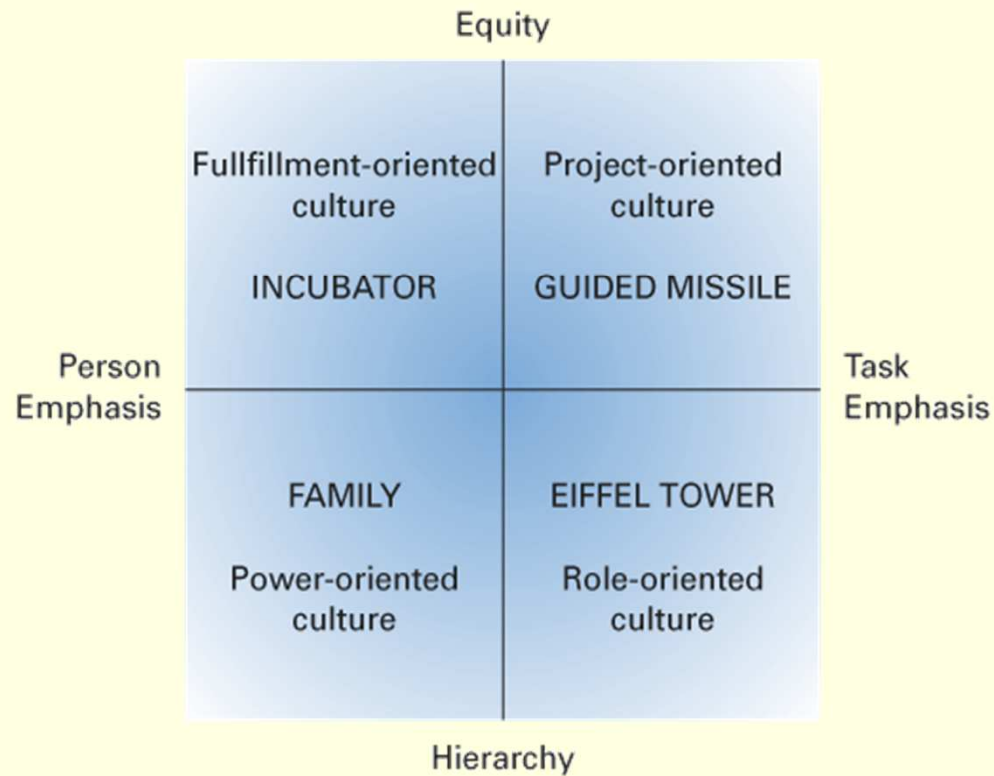 Equity
Fullfillment-oriented
culture
Project-oriented
culture
INCUBATOR
GUIDED MISSILE
Person
Emphasis
Task
Emphasis
FAMILY
EIFFEL TOWER
Power-oriented
culture
Role-oriented
culture
Hierarchy